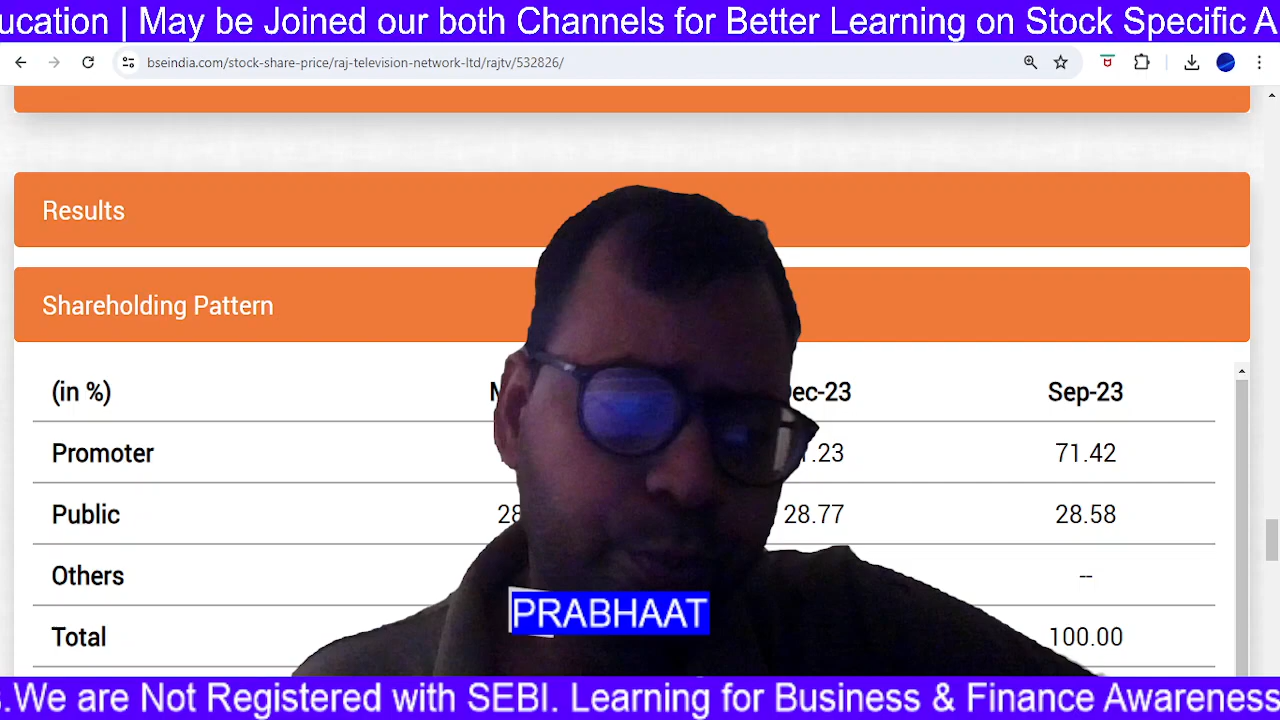 ucation | May be Joined our both Channels for Better Learning on Stock Specific A
bseindia.com/stock-share-price/raj-television-network-ltd/rajtv/532826/
Results
Shareholding Pattern
(in %) Sep-23
Promoter 71.42
Public 28.77 28.58
Others --
PRABHAAT
Total 100.00
s.We are Not Registered with SEBI. Learning for Business & Finance Awareness